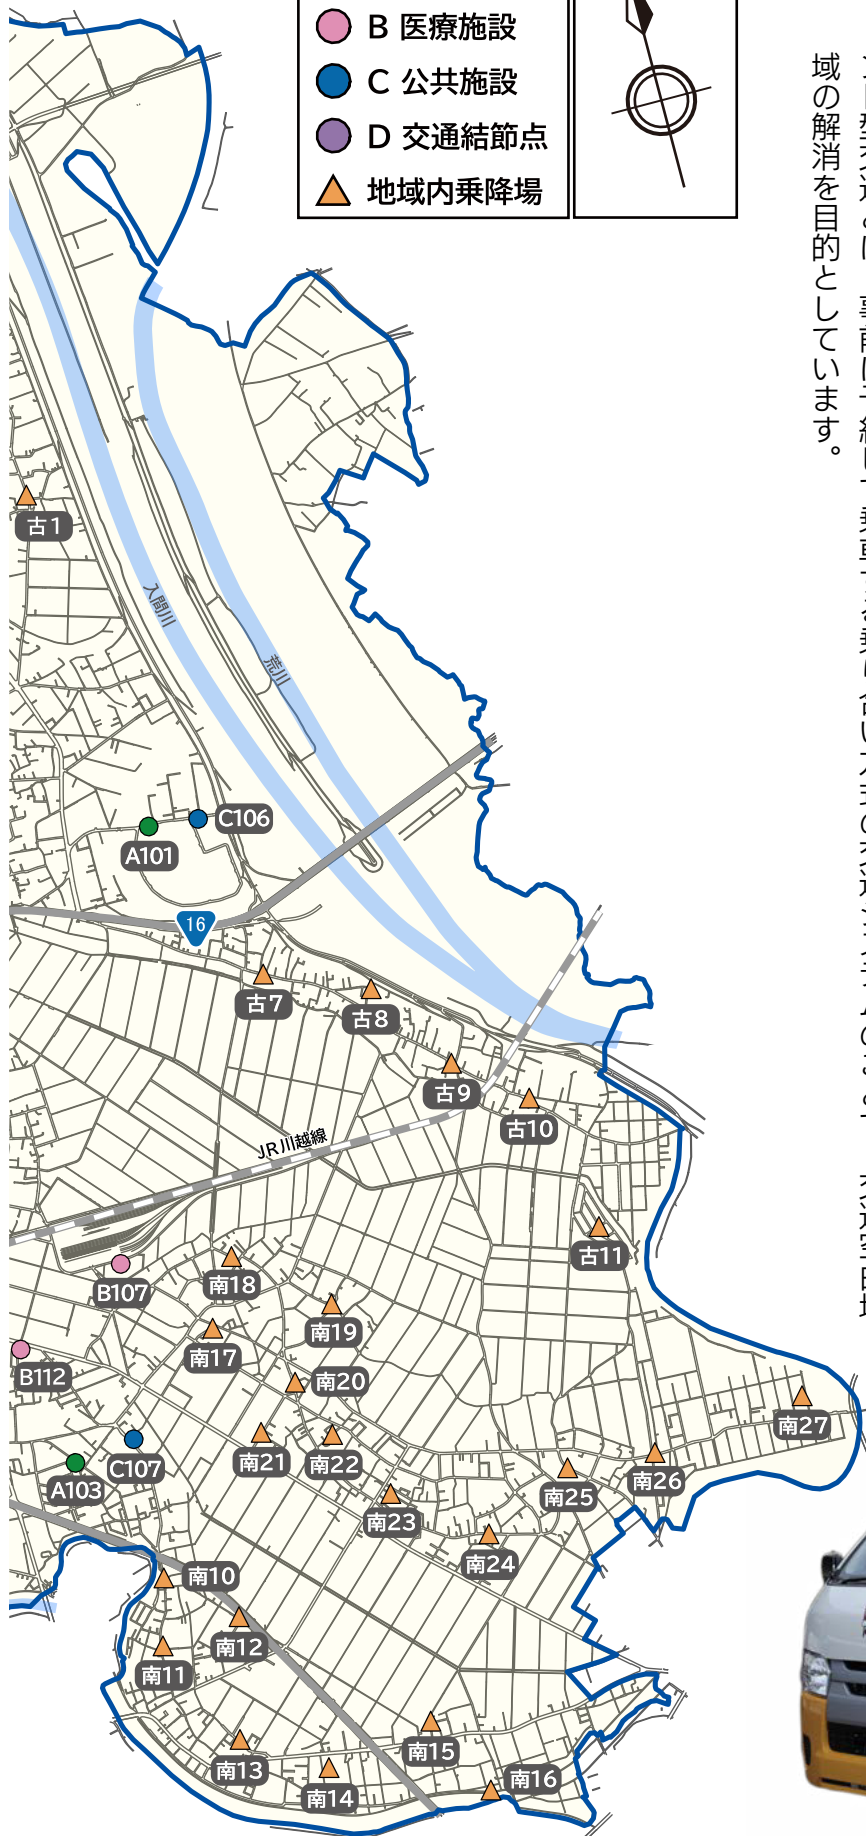 B 医療施設
C 公共施設
D 交通結節点
地域内乗降場
域の解消を目的としています。
古1
入間川
荒川
C106
A101
16
古7
古8
古9
古10
JR川越線
古11
南18
B107
南19
南17
B112
南20
南27
南21
南22
C107
A103
南26
南25
南23
南24
南10
南12
南11
南15
南13
南16
南14